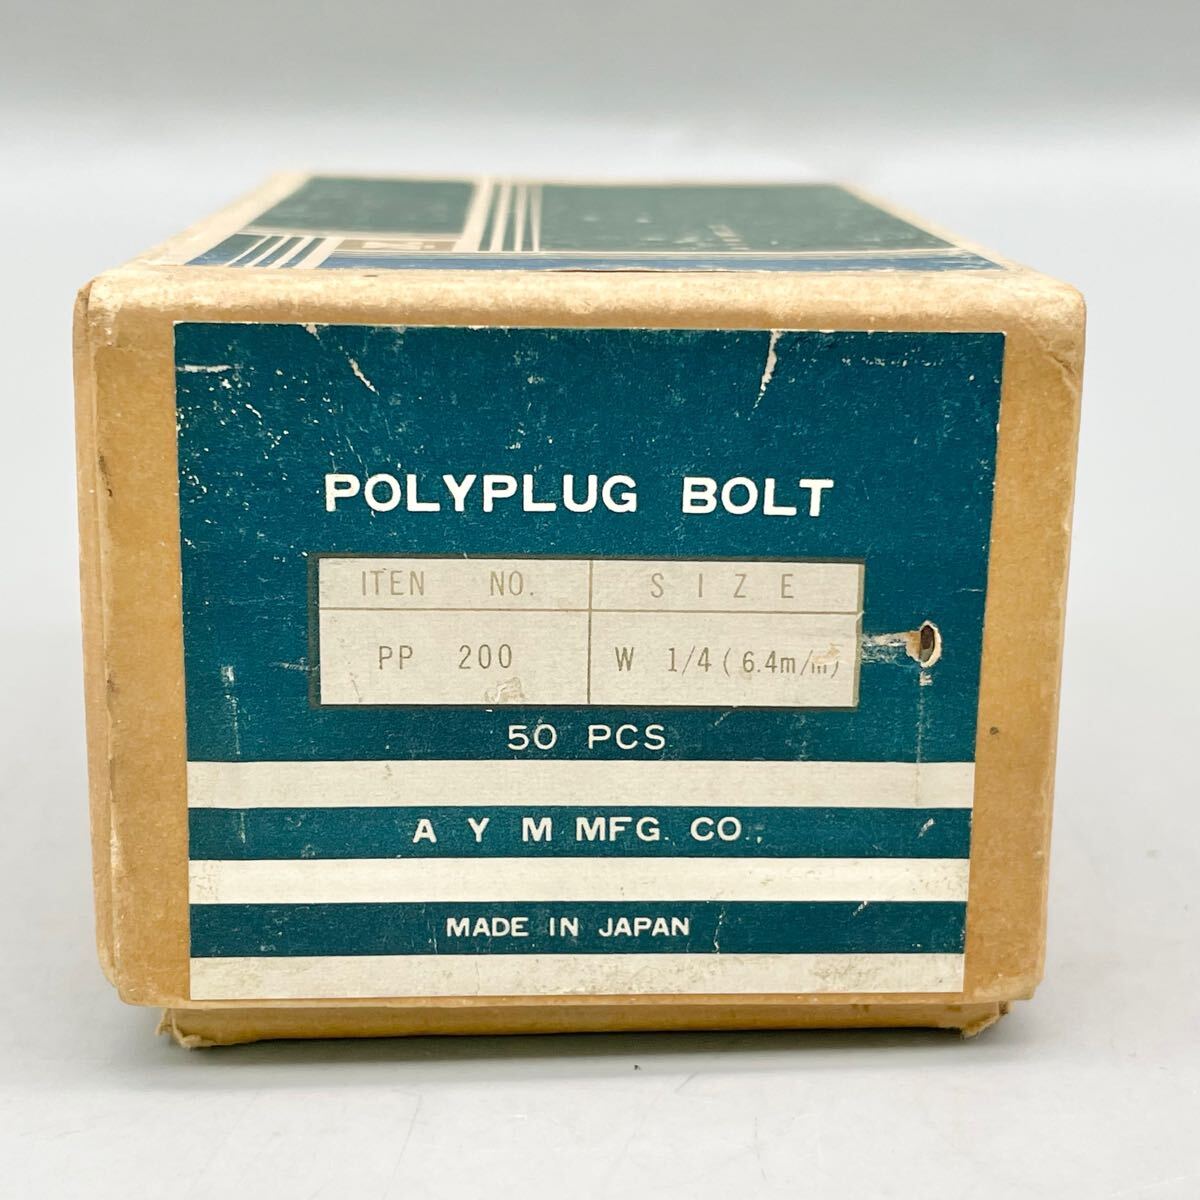 POLYPLUG BOLT
ITEN NO. SIZE
PP 200 W 1/4 (6.4m/m)
50 PCS
A Y M MFG. CO.,
MADE IN JAPAN